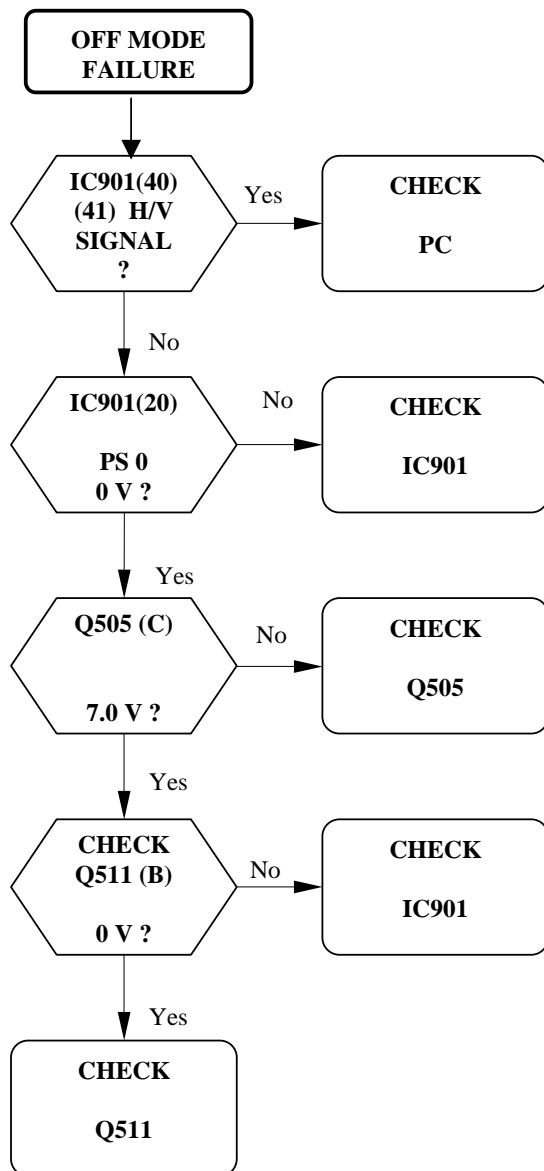 OFF MODE
FAILURE
IC901(40)
(41) H/V
SIGNAL
?
Yes
CHECK
PC
No
IC901(20)
PS 0
0 V ?
No
CHECK
IC901
Yes
Q505 (C)
7.0 V ?
No
CHECK
Q505
Yes
CHECK
Q511 (B)
0 V ?
No
CHECK
IC901
Yes
CHECK
Q511